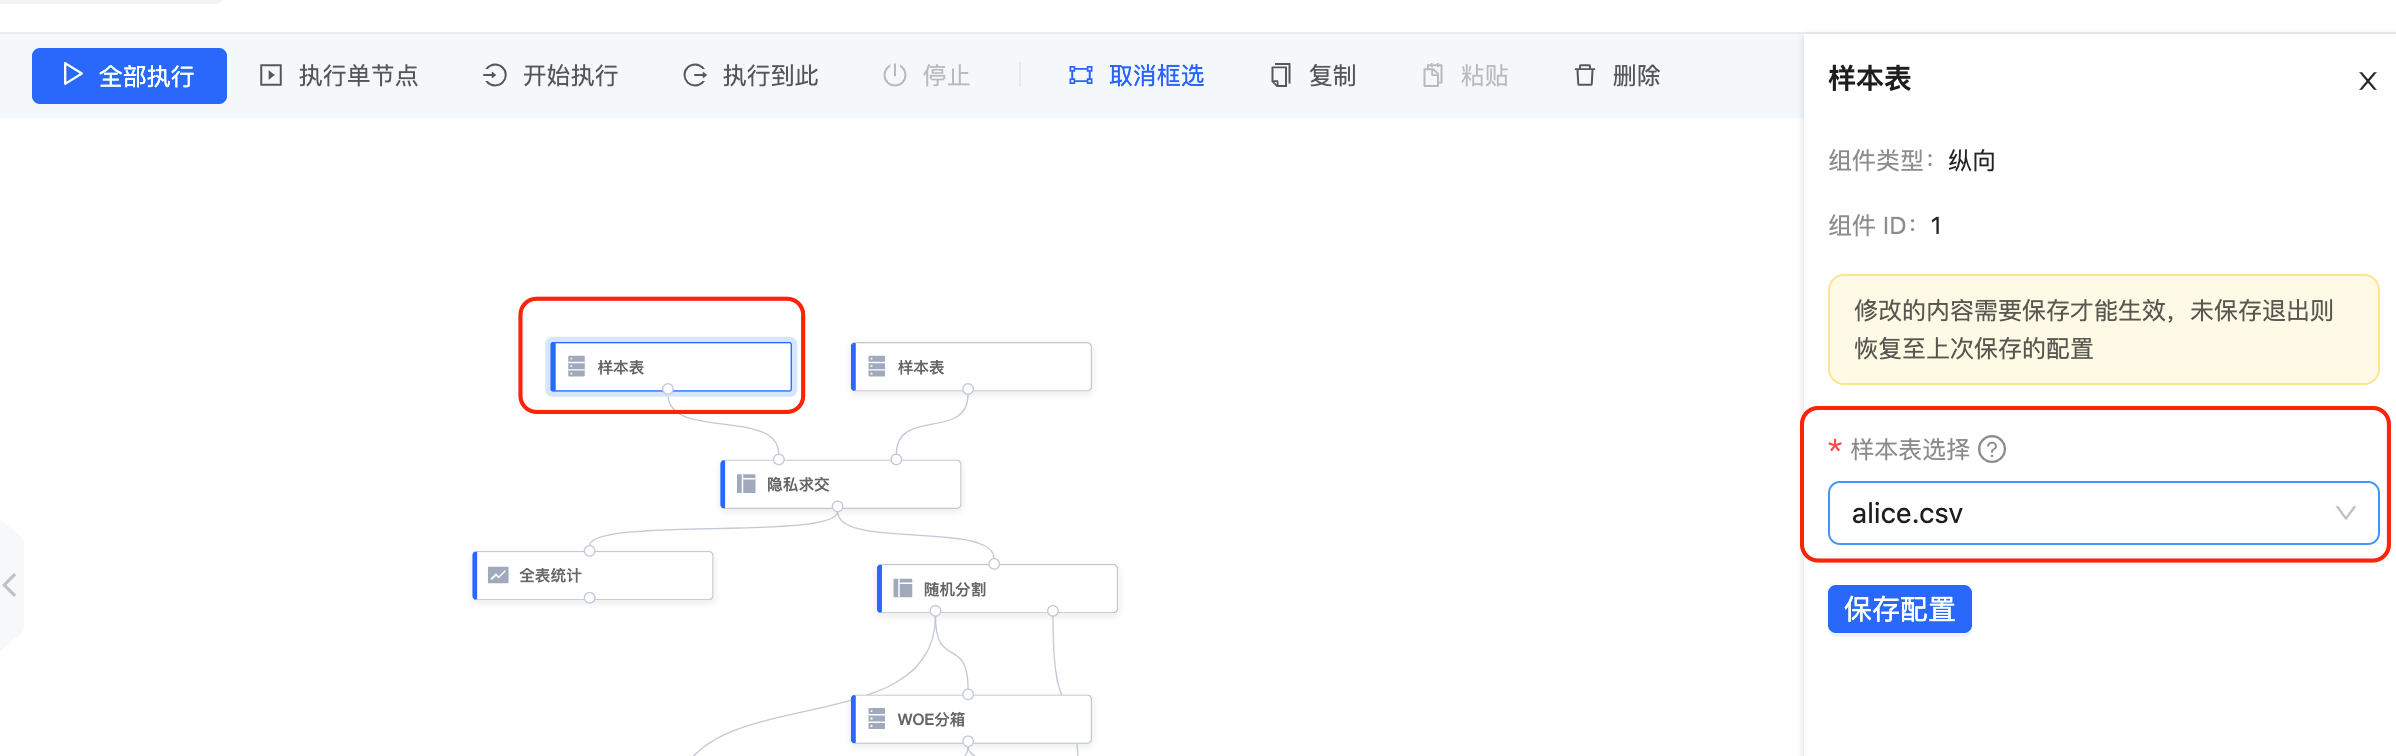 全部执行
执行单节点
开始执行
执行到此
停止
取消框选
复制
粘贴
删除
样本表
X
组件类型：纵向
组件 ID：1
修改的内容需要保存才能生效，未保存退出则
恢复至上次保存的配置
* 样本表选择 ?
alice.csv
保存配置
样本表
样本表
隐私求交
全表统计
随机分割
WOE分箱